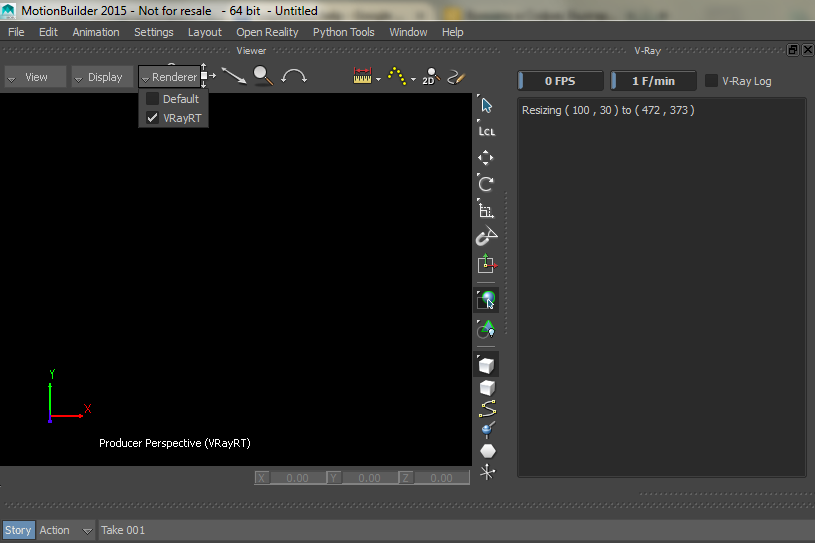 MotionBuilder 2015 - Not for resale - 64 bit - Untitled
File Edit Animation Settings Layout Open Reality Python Tools Window Help
Viewer
V-Ray
View Display Renderer
2D
0 FPS 1 F/min V-Ray Log
Default
VRayRT
Resizing ( 100 , 30 ) to ( 472 , 373 )
LCL
Y
X
Producer Perspective (VRayRT)
X 0.00 Y 0.00 Z 0.00
Story Action Take 001